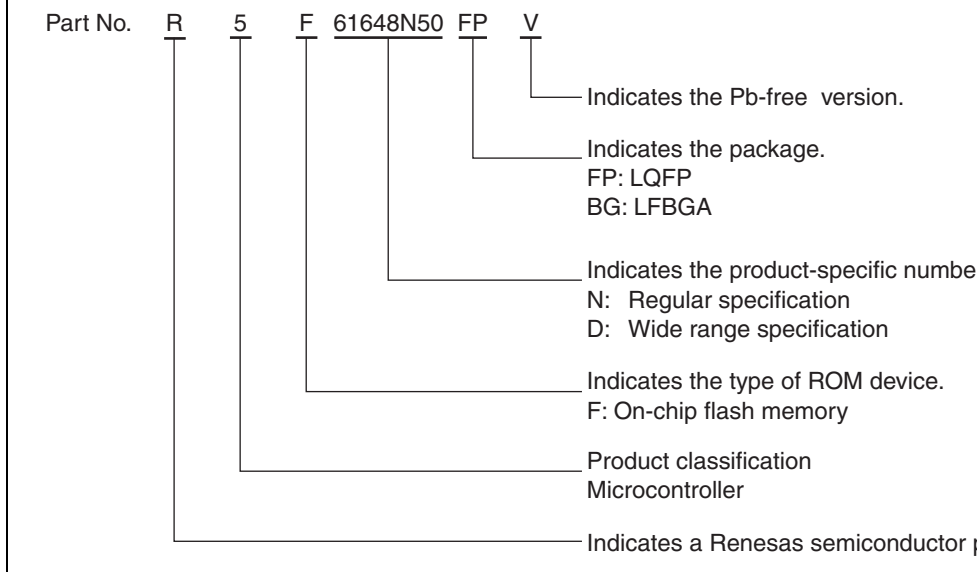 Part No. R 5 F 61648N50 FP V
Indicates the Pb-free version.
Indicates the package.
FP: LQFP
BG: LFBGA
Indicates the product-specific numbe
N: Regular specification
D: Wide range specification
Indicates the type of ROM device.
F: On-chip flash memory
Product classification
Microcontroller
Indicates a Renesas semiconductor p